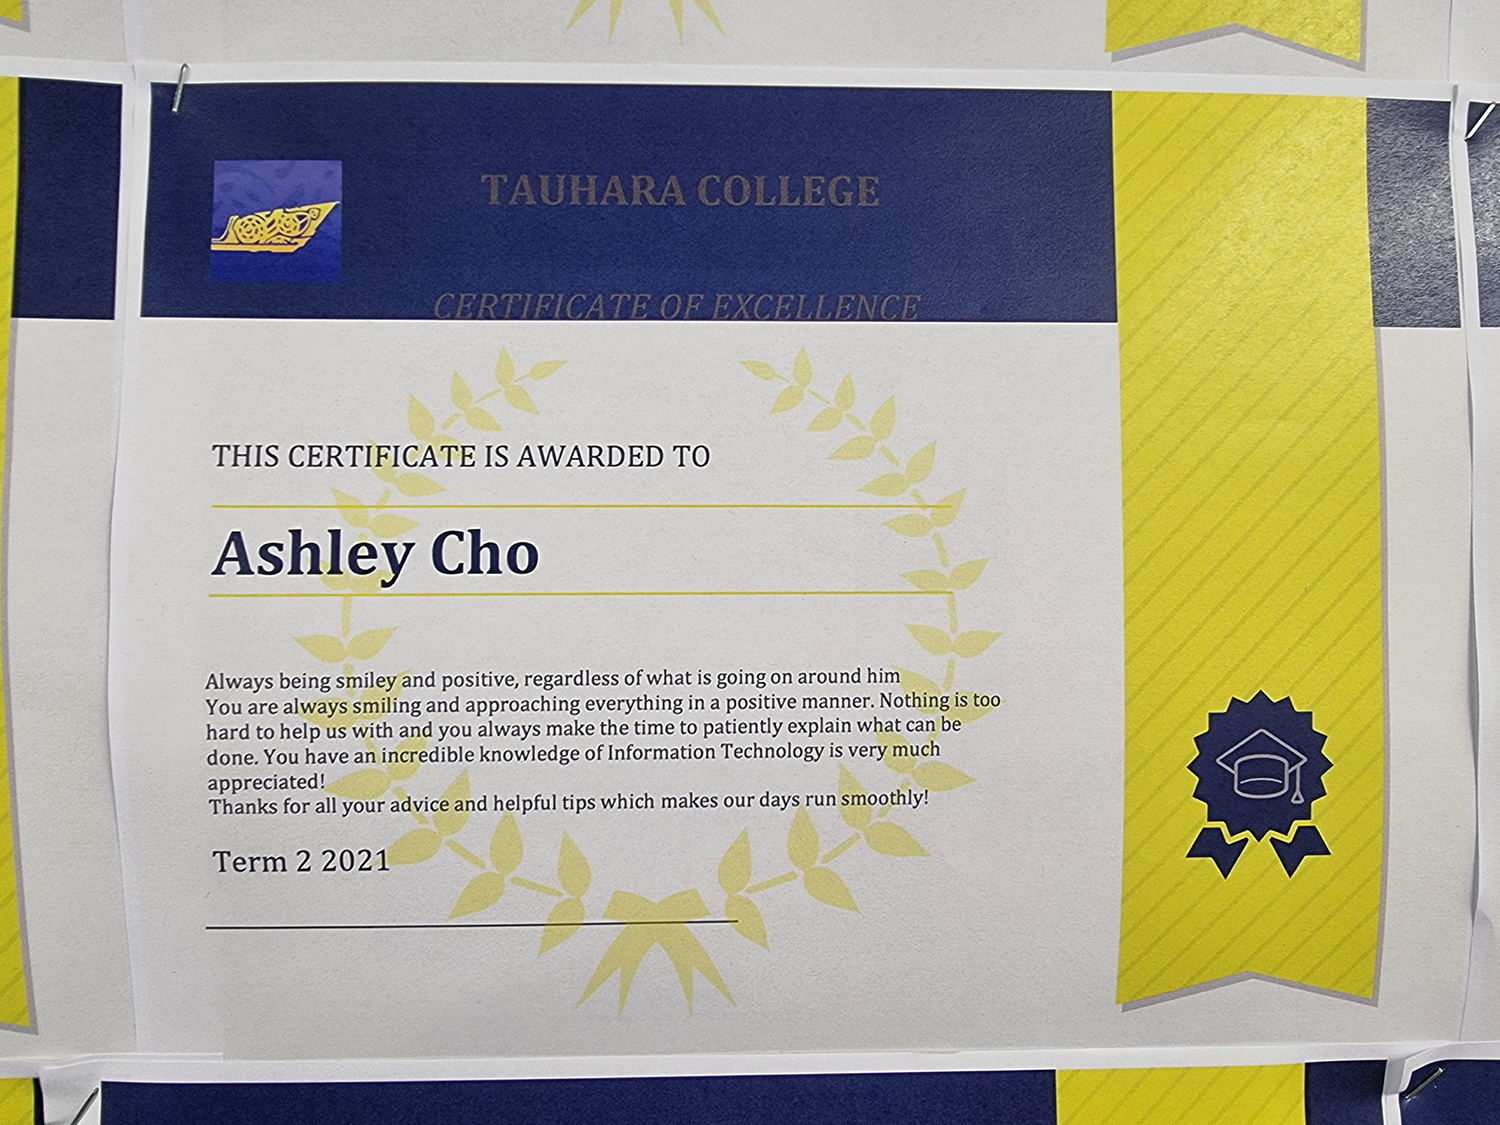 TAUHARA COLLEGE
CERTIFICATE OF EXCELLENCE
THIS CERTIFICATE IS AWARDED TO
Ashley Cho
Always being smiley and positive, regardless of what is going on around him
You are always smiling and approaching everything in a positive manner. Nothing is too
hard to help us with and you always make the time to patiently explain what can be
done. You have an incredible knowledge of Information Technology is very much
appreciated!
Thanks for all your advice and helpful tips which makes our days run smoothly!
Term 2 2021